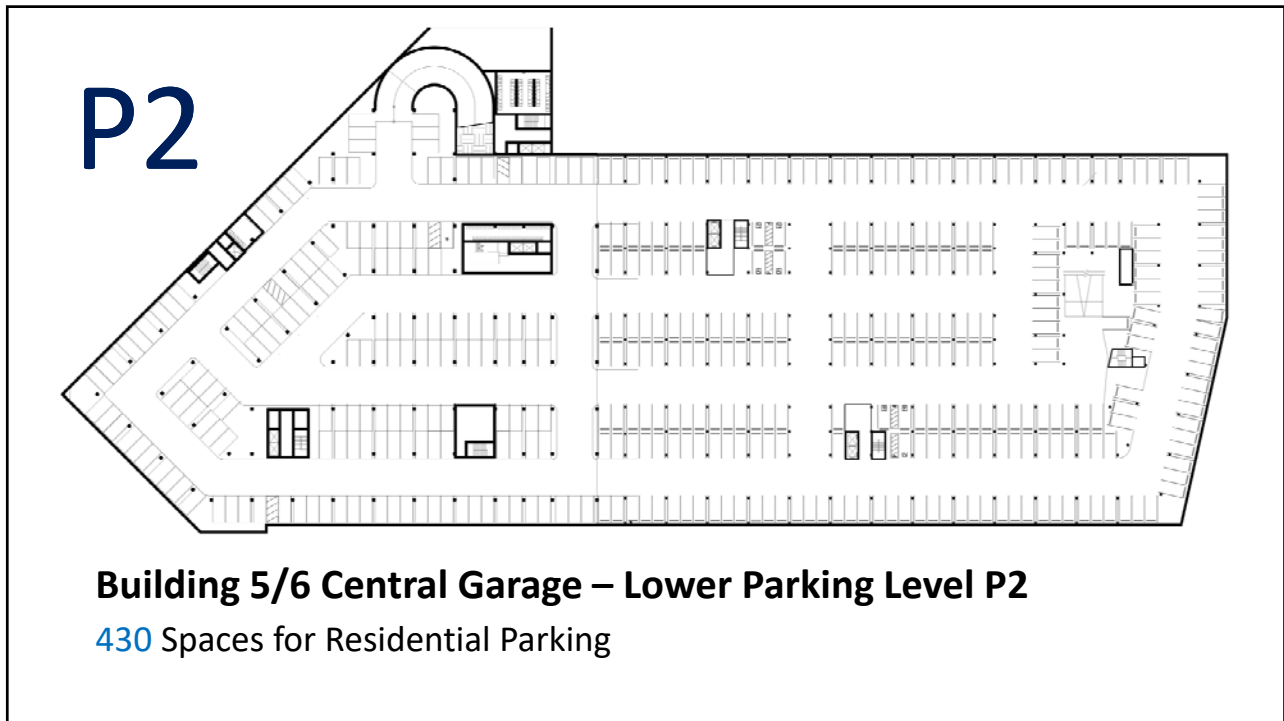 P2
Building 5/6 Central Garage – Lower Parking Level P2
430 Spaces for Residential Parking